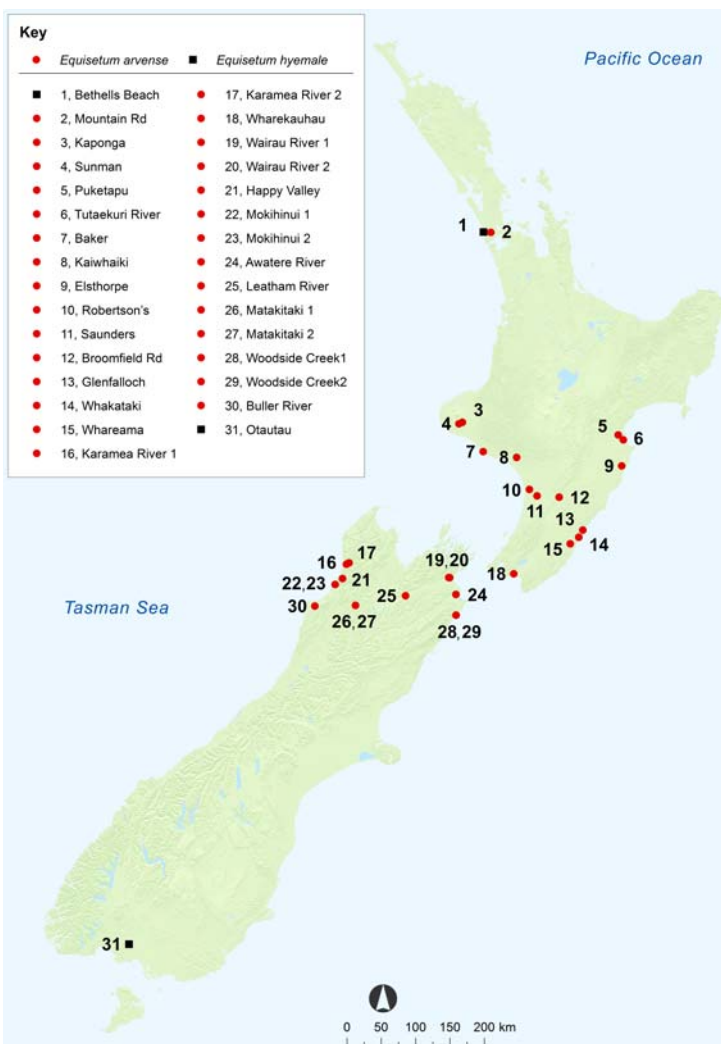 Key
Equisetum arvense
Equisetum hyemale
1, Bethells Beach
2, Mountain Rd
3, Kaponga
4, Sunman
5, Puketapu
6, Tutaekuri River
7, Baker
8, Kaiwhaiki
9, Elsthorpe
10, Robertson's
11, Saunders
12, Broomfield Rd
13, Glenfalloch
14, Whakataki
15, Whareama
16, Karamea River 1
17, Karamea River 2
18, Wharekauhau
19, Wairau River 1
20, Wairau River 2
21, Happy Valley
22, Mokihinui 1
23, Mokihinui 2
24, Awatere River
25, Leatham River
26, Matakitaki 1
27, Matakitaki 2
28, Woodside Creek1
29, Woodside Creek2
30, Buller River
31, Otautau
Pacific Ocean
1
2
3
4
5
6
7
8
9
10
11
12
13
14
15
16
17
18
19,20
21
22,23
24
25
26, 27
28,29
30
Tasman Sea
31
0 50 100 150 200 km